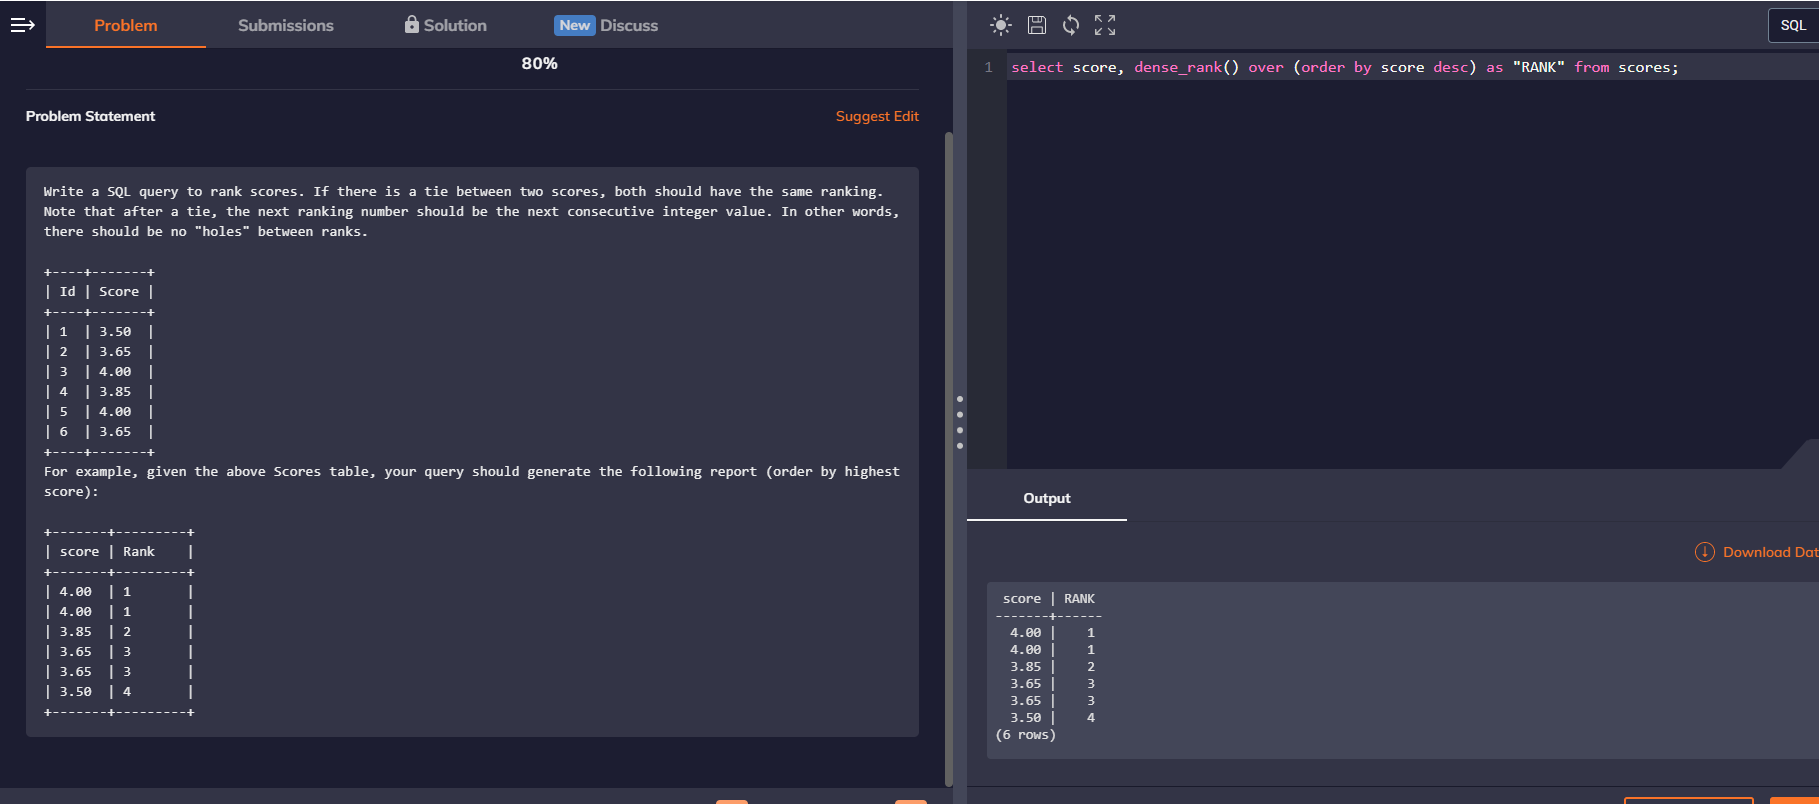 Problem
Submissions
Solution
New Discuss
80%
Problem Statement
Suggest Edit
Write a SQL query to rank scores. If there is a tie between two scores, both should have the same ranking.
Note that after a tie, the next ranking number should be the next consecutive integer value. In other words,
there should be no "holes" between ranks.
+----+-------+
| Id | Score |
+----+-------+
| 1  | 3.50  |
| 2  | 3.65  |
| 3  | 4.00  |
| 4  | 3.85  |
| 5  | 4.00  |
| 6  | 3.65  |
+----+-------+
For example, given the above Scores table, your query should generate the following report (order by highest
score):
+-------+---------+
| score | Rank    |
+-------+---------+
| 4.00  | 1       |
| 4.00  | 1       |
| 3.85  | 2       |
| 3.65  | 3       |
| 3.65  | 3       |
| 3.50  | 4       |
+-------+---------+
SQL
1 select score, dense_rank() over (order by score desc) as "RANK" from scores;
Output
Download Dat
score | RANK
-------+------
4.00 |    1
4.00 |    1
3.85 |    2
3.65 |    3
3.65 |    3
3.50 |    4
(6 rows)